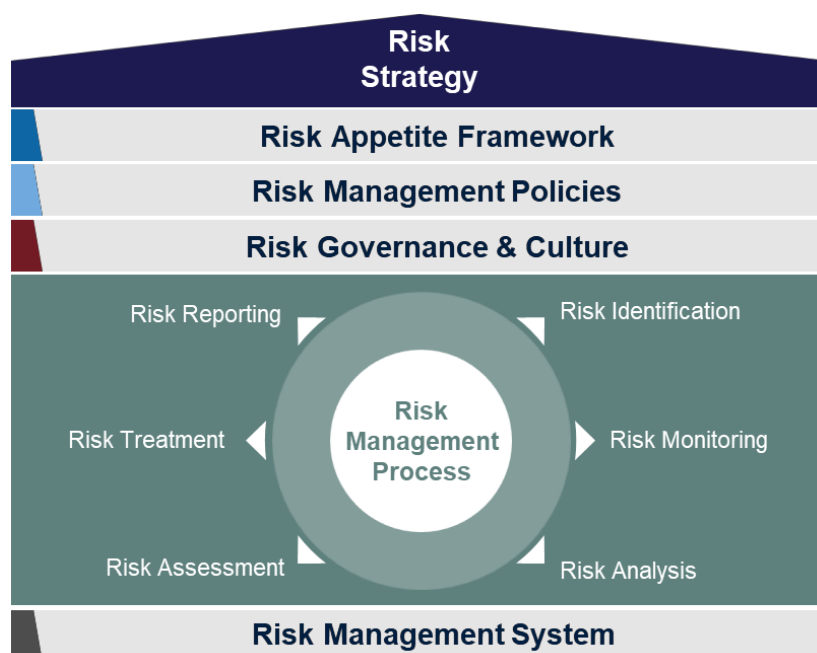 Risk
Strategy
Risk Appetite Framework
Risk Management Policies
Risk Governance & Culture
Risk Reporting
Risk Identification
Risk Treatment
Risk
Management
Process
Risk Monitoring
Risk Assessment
Risk Analysis
Risk Management System